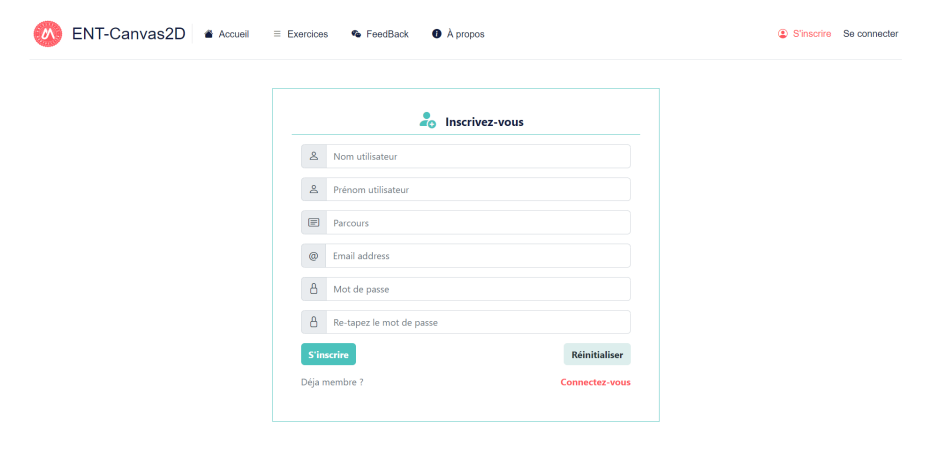 ENT-Canvas2D Accueil Exercices FeedBack À propos S'inscrire Se connecter
Inscrivez-vous
Nom utilisateur
Prénom utilisateur
Parcours
@ Email address
Mot de passe
Re-tapez le mot de passe
S'inscrire Réinitialiser
Déja membre ? Connectez-vous